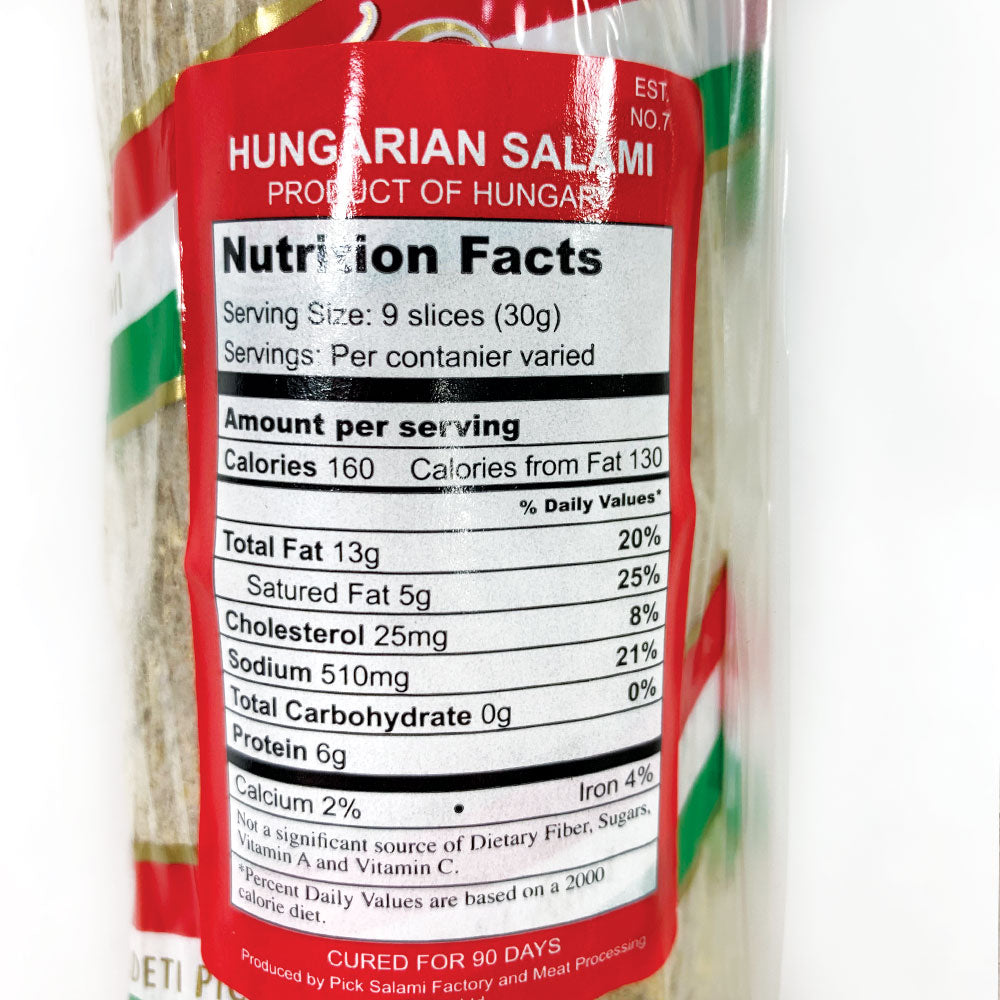 EST.
NO.7
HUNGARIAN SALAMI
PRODUCT OF HUNGARY
Nutrition Facts
Serving Size: 9 slices (30g)
Servings: Per contanier varied
Amount per serving
Calories 160 Calories from Fat 130
% Daily Values*
Total Fat 13g 20%
Satured Fat 5g 25%
Cholesterol 25mg 8%
Sodium 510mg 21%
Total Carbohydrate 0g 0%
Protein 6g
Calcium 2% • Iron 4%
Not a significant source of Dietary Fiber, Sugars,
Vitamin A and Vitamin C.
*Percent Daily Values are based on a 2000
calorie diet.
CURED FOR 90 DAYS
Produced by Pick Salami Factory and Meat Processing